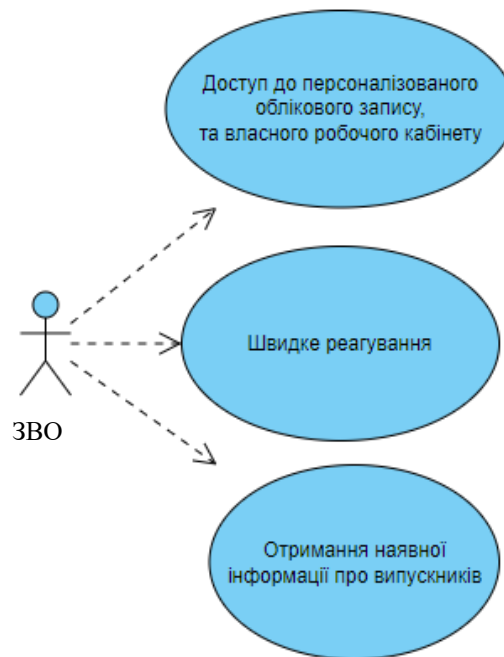 Доступ до персоналізованого
облікового запису,
та власного робочого кабінету
Швидке реагування
ЗВО
Отримання наявної
інформації про випускників